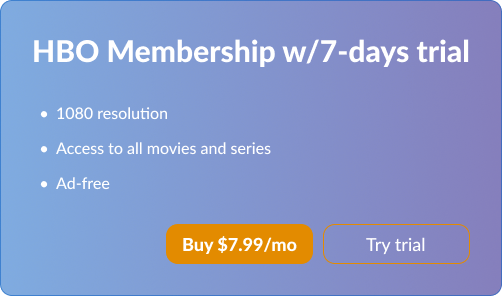 HBO Membership w/7-days trial
• 1080 resolution
• Access to all movies and series
• Ad-free
Buy $7.99/mo
Try trial